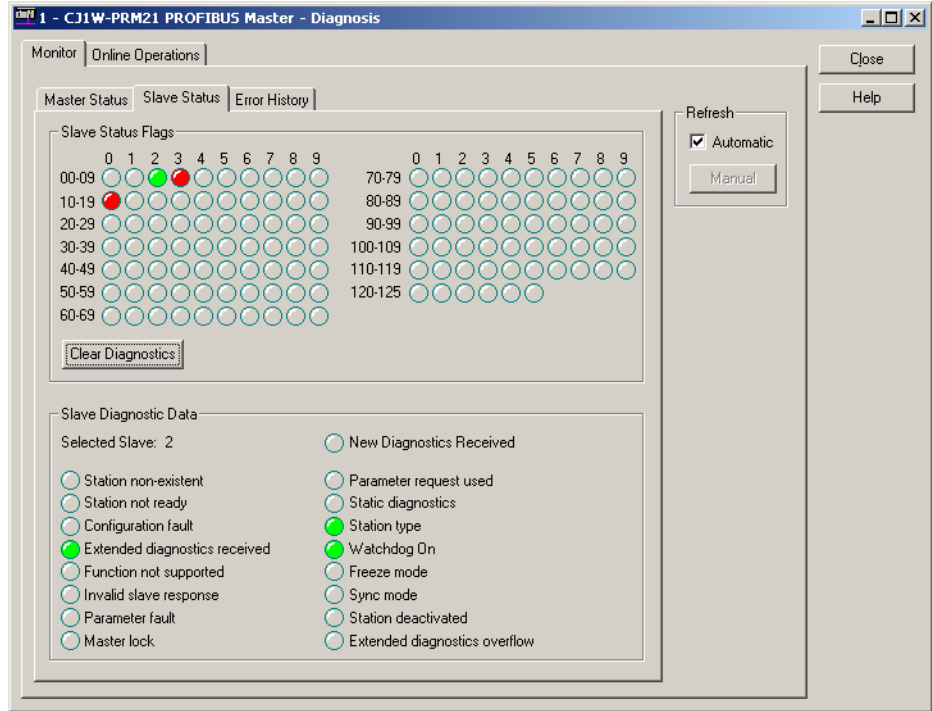 1 - CJ1W-PRM21 PROFIBUS Master - Diagnosis
Monitor Online Operations
Close
Help
Master Status Slave Status Error History
Refresh
Automatic
Manual
Slave Status Flags
0 1 2 3 4 5 6 7 8 9 0 1 2 3 4 5 6 7 8 9
00-09 70-79
10-19 80-89
20-29 90-99
30-39 100-109
40-49 110-119
50-59 120-125
60-69
Clear Diagnostics
Slave Diagnostic Data
Selected Slave: 2 New Diagnostics Received
Station non-existent Parameter request used
Station not ready Static diagnostics
Configuration fault Station type
Extended diagnostics received Watchdog On
Function not supported Freeze mode
Invalid slave response Sync mode
Parameter fault Station deactivated
Master lock Extended diagnostics overflow